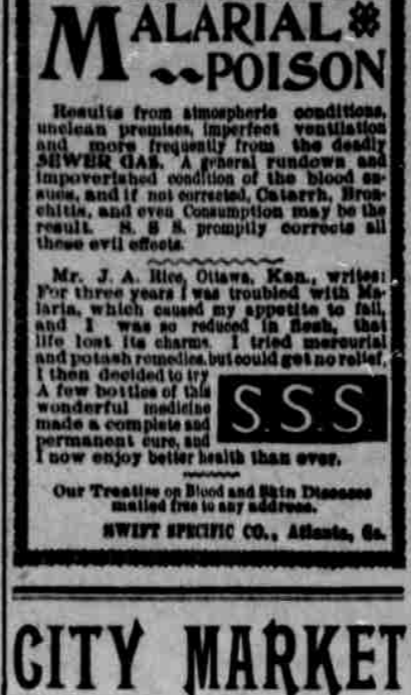 MALARIAL
POISON
Results from atmospheric conditions,
unclean premises, imperfect ventilation
and more frequently from the deadly
SEWER GAS. A general rundown and
impoverished condition of the blood en-
sues, and if not corrected, Catarrh, Bron-
chitis, and even Consumption may be the
result. S. S. S. promptly corrects all
these evil effects.
Mr. J. A. Rice, Ottawa, Kan., writes:
For three years I was troubled with Ma-
laria, which caused my appetite to fail,
and I was so reduced in flesh, that
life lost its charms. I tried mercurial
and potash remedies, but could get no relief.
I then decided to try
A few bottles of this
wonderful medicine
made a complete and
permanent cure, and
S.S.S.
I now enjoy better health than ever.
Our Treatise on Blood and Skin Diseases
mailed free to any address.
SWIFT SPECIFIC CO., Atlanta, Ga.
CITY MARKET